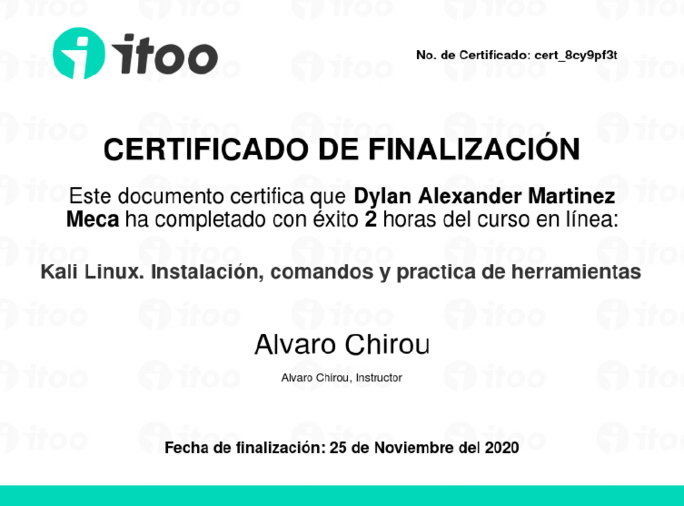 itoo
No. de Certificado: cert_8cy9pf3t
CERTIFICADO DE FINALIZACIÓN
Este documento certifica que Dylan Alexander Martinez
Meca ha completado con éxito 2 horas del curso en línea:
Kali Linux. Instalación, comandos y practica de herramientas
Alvaro Chirou
Alvaro Chirou, Instructor
Fecha de finalización: 25 de Noviembre del 2020